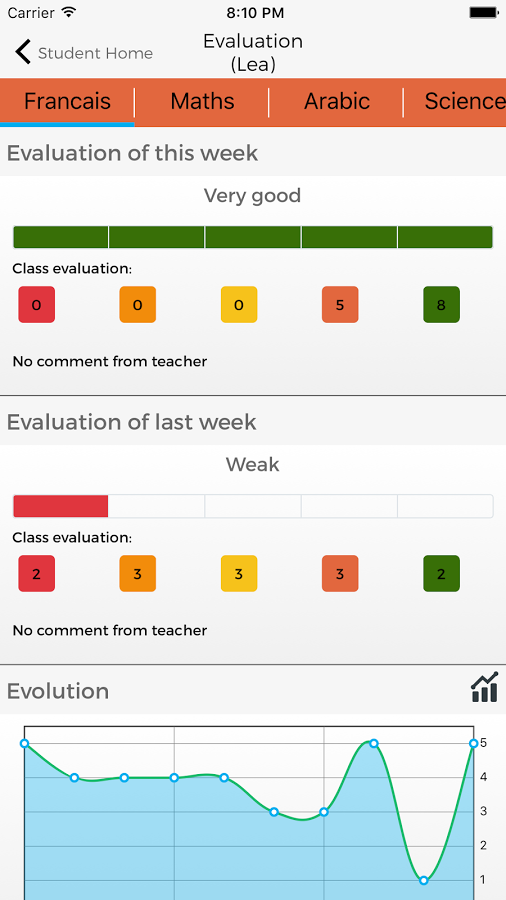 Carrier 8:10 PM
Student Home
Evaluation
(Lea)
Francais Maths Arabic Science
Evaluation of this week
Very good
Class evaluation:
0 0 0 5 8
No comment from teacher
Evaluation of last week
Weak
Class evaluation:
2 3 3 3 2
No comment from teacher
Evolution
5
4
3
2
1